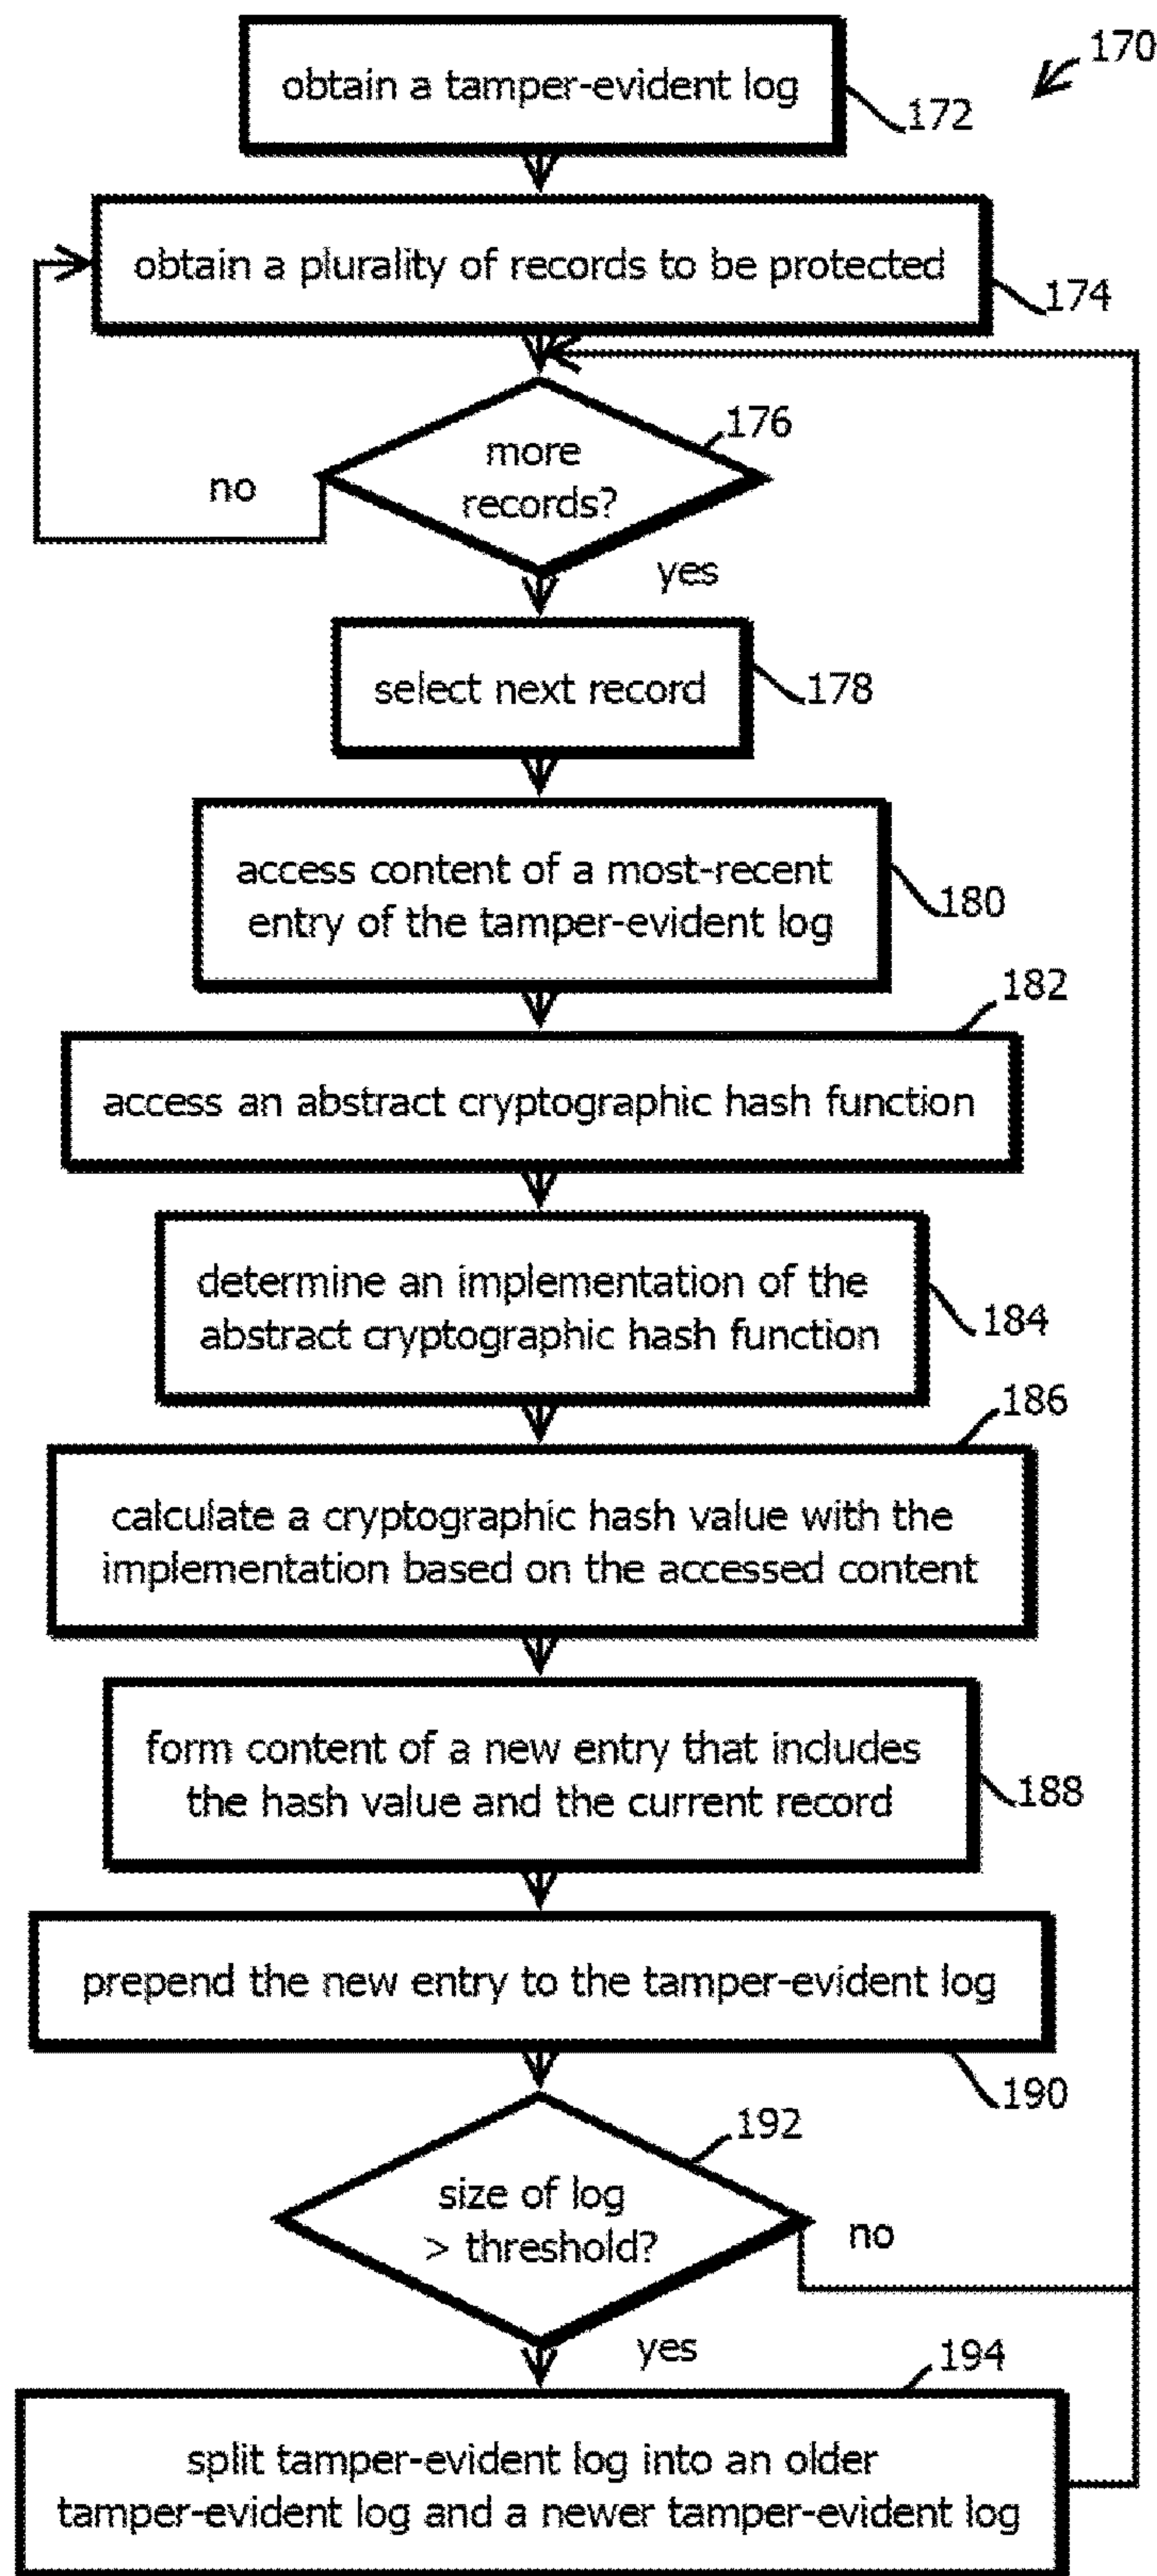 170
obtain a tamper-evident log
172
obtain a plurality of records to be protected
174
176
more
records?
no
yes
select next record
178
access content of a most-recent
entry of the tamper-evident log
180
182
access an abstract cryptographic hash function
determine an implementation of the
abstract cryptographic hash function
184
186
calculate a cryptographic hash value with the
implementation based on the accessed content
form content of a new entry that includes
the hash value and the current record
188
prepend the new entry to the tamper-evident log
190
192
size of log
> threshold?
no
yes
194
split tamper-evident log into an older
tamper-evident log and a newer tamper-evident log